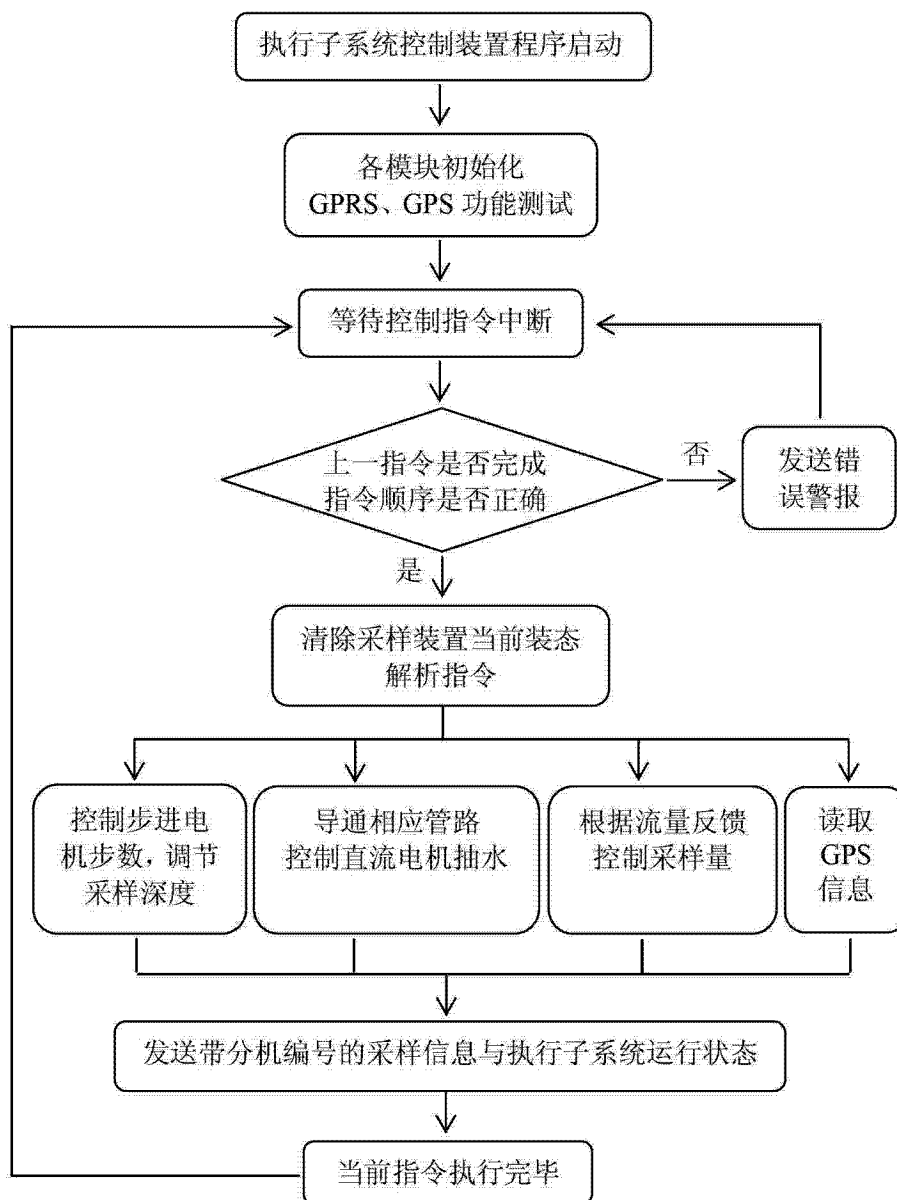 执行子系统控制装置程序启动
各模块初始化
GPRS、GPS 功能测试
等待控制指令中断
上一指令是否完成
指令顺序是否正确
否
发送错
误警报
是
清除采样装置当前装态
解析指令
控制步进电
机步数，调节
采样深度
导通相应管路
控制直流电机抽水
根据流量反馈
控制采样量
读取
GPS
信息
发送带分机编号的采样信息与执行子系统运行状态
当前指令执行完毕